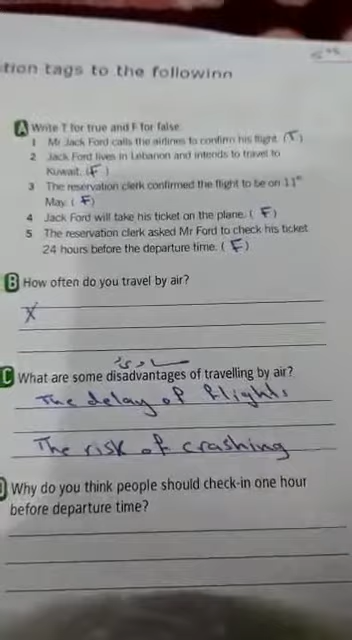 tion tags to the followinn
A Write T for true and F for false.
1 Mr Jack Ford calls the airlines to confirm his flight. (T)
2 Jack Ford lives in Lebanon and intends to travel to
Kuwait. (F)
3 The reservation clerk confirmed the flight to be on 11th
May. (F)
4 Jack Ford will take his ticket on the plane. (F)
5 The reservation clerk asked Mr Ford to check his ticket
24 hours before the departure time. (F)
B How often do you travel by air?
X
C What are some disadvantages of travelling by air?
The delay of flights
The risk of crashing
Why do you think people should check-in one hour
before departure time?